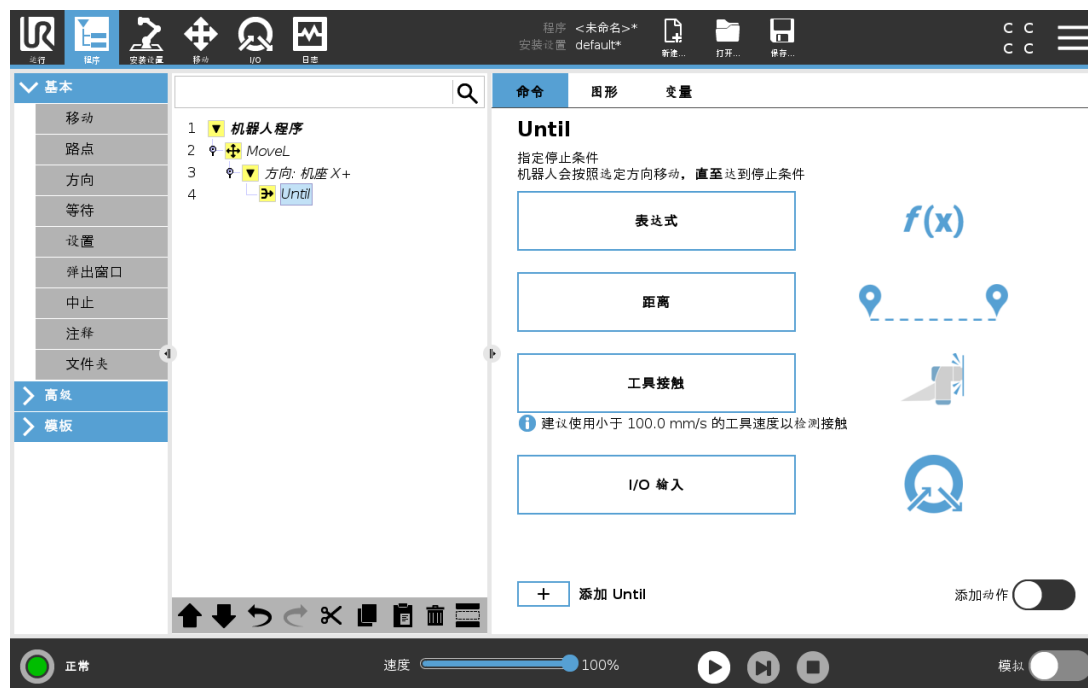 UR
运行 程序 安装设置 移动 I/O 日志
程序 <未命名>*
安装设置 default*
新建... 打开... 保存...
C C
C C
基本
移动
路点
方向
等待
设置
弹出窗口
中止
注释
文件夹
高级
模板
1 机器人程序
2 MoveL
3 方向: 机座 X+
4 Until
命令 图形 变量
Until
指定停止条件
机器人会按照选定方向移动，直至达到停止条件
表达式
f(x)
距离
工具接触
建议使用小于 100.0 mm/s 的工具速度以检测接触
I/O 输入
+ 添加 Until
添加动作
正常
速度 100%
模拟